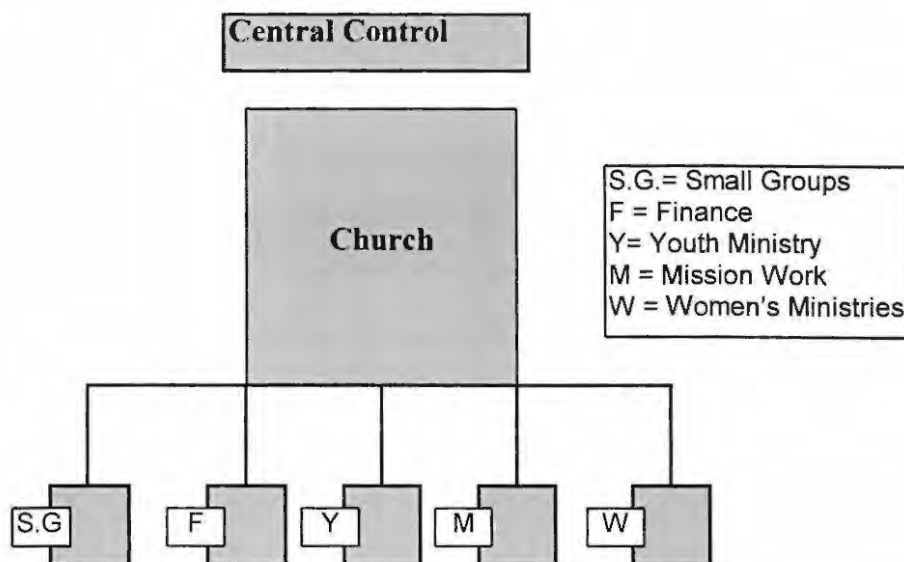 Central Control
Church
S.G.= Small Groups
F = Finance
Y= Youth Ministry
M = Mission Work
W = Women's Ministries
S.G
F
Y
M
W